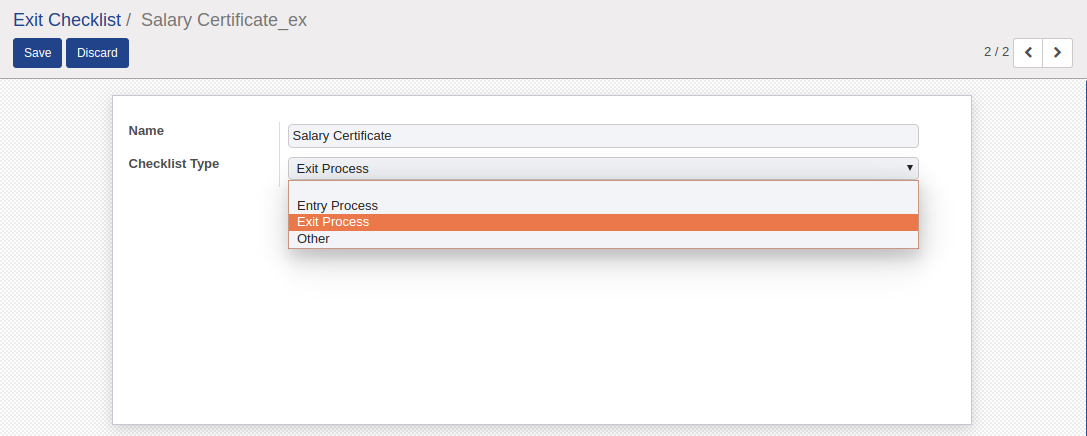 Exit Checklist / Salary Certificate_ex
Save Discard 2 / 2
Name Salary Certificate
Checklist Type Exit Process
Entry Process
Exit Process
Other